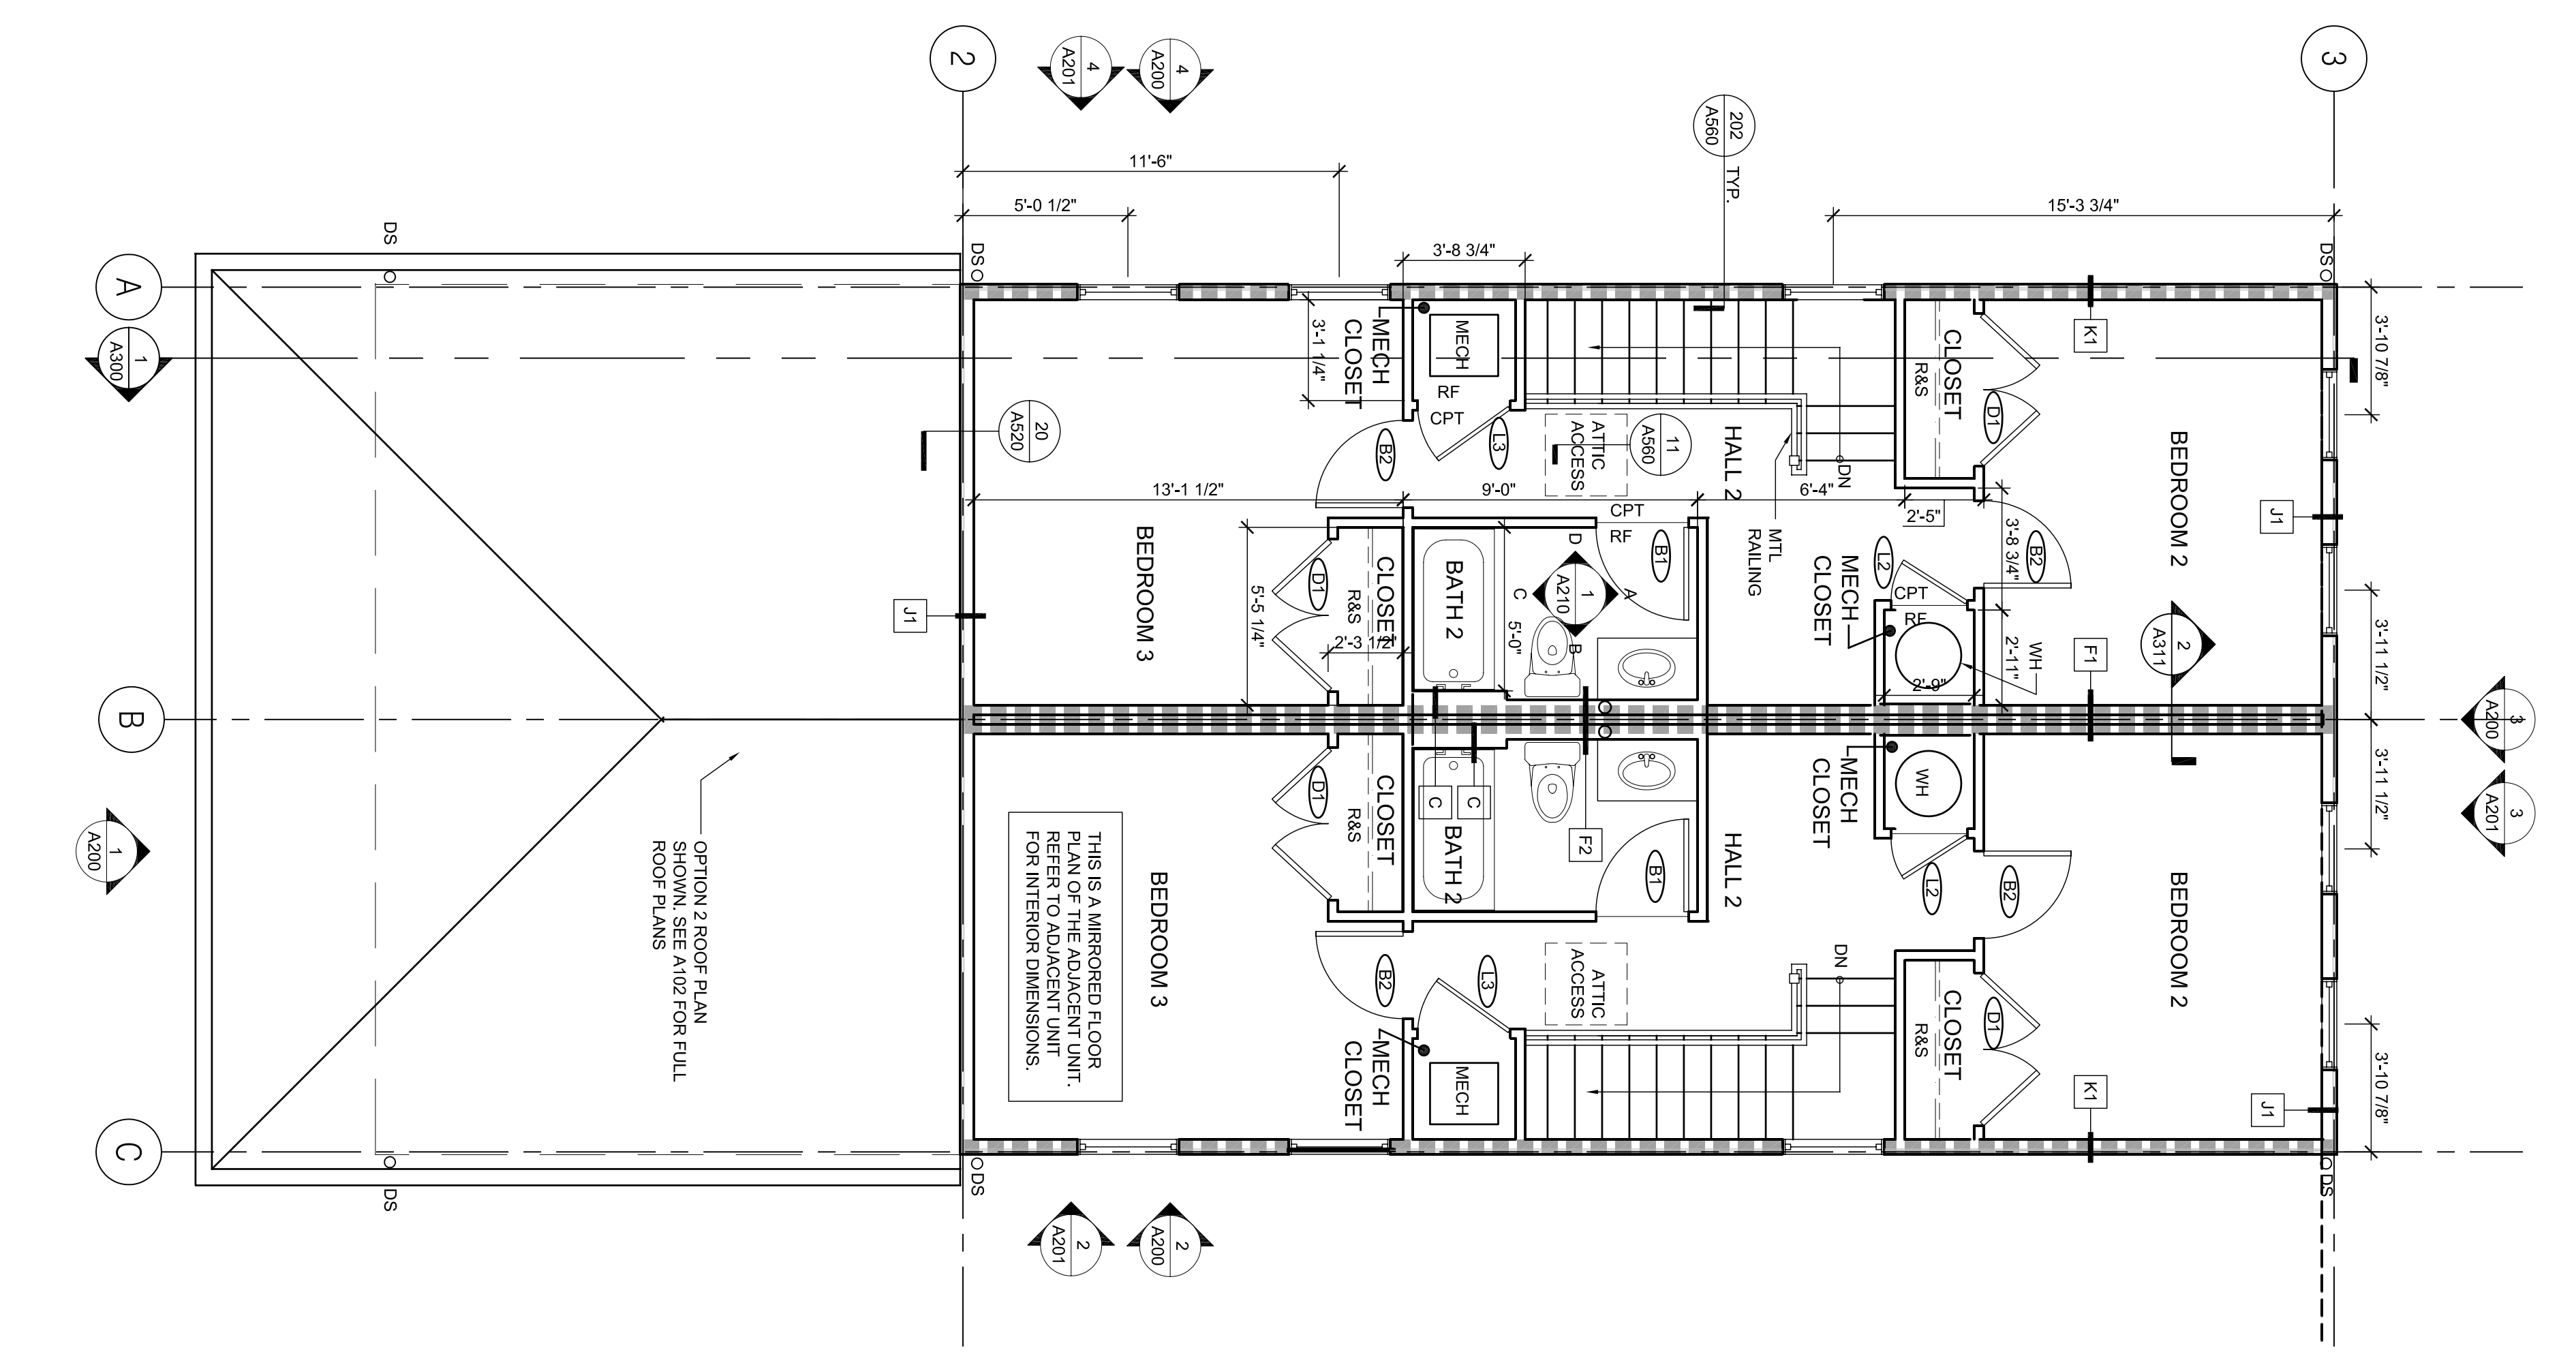 2
3
4
A201
4
A200
202
A560
TYP.
11'-6"
5'-0 1/2"
15'-3 3/4"
3'-8 3/4"
DS
DS
DS
A
1
A300
K1
3'-10 7/8"
3'-1 1/4"
MECH
CLOSET
MECH
RF
CPT
L3
B2
20
A520
ATTIC
ACCESS
11
A560
HALL 2
DN
CLOSET
R&S
D1
BEDROOM 2
J1
13'-1 1/2"
9'-0"
6'-4"
2'-5"
3'-8 3/4"
B2
CPT
RF
B1
MTL
RAILING
MECH
CLOSET
L2
CPT
RF
WH
2'-11"
2'-9"
2
A311
F1
3'-11 1/2"
BEDROOM 3
J1
5'-5 1/4"
D1
CLOSET
R&S
2'-3 1/2"
BATH 2
5'-0"
D
A
C
B
1
A210
B
3
A200
3
A201
3'-11 1/2"
1
A200
OPTION 2 ROOF PLAN
SHOWN. SEE A102 FOR FULL
ROOF PLANS
THIS IS A MIRRORED FLOOR
PLAN OF THE ADJACENT UNIT.
REFER TO ADJACENT UNIT
FOR INTERIOR DIMENSIONS.
BEDROOM 3
D1
CLOSET
R&S
C
C
BATH 2
F2
B1
HALL 2
MECH
CLOSET
WH
L2
B2
BEDROOM 2
B2
L3
ATTIC
ACCESS
DN
CLOSET
R&S
D1
MECH
CLOSET
MECH
K1
J1
3'-10 7/8"
C
DS
DS
DS
2
A201
2
A200